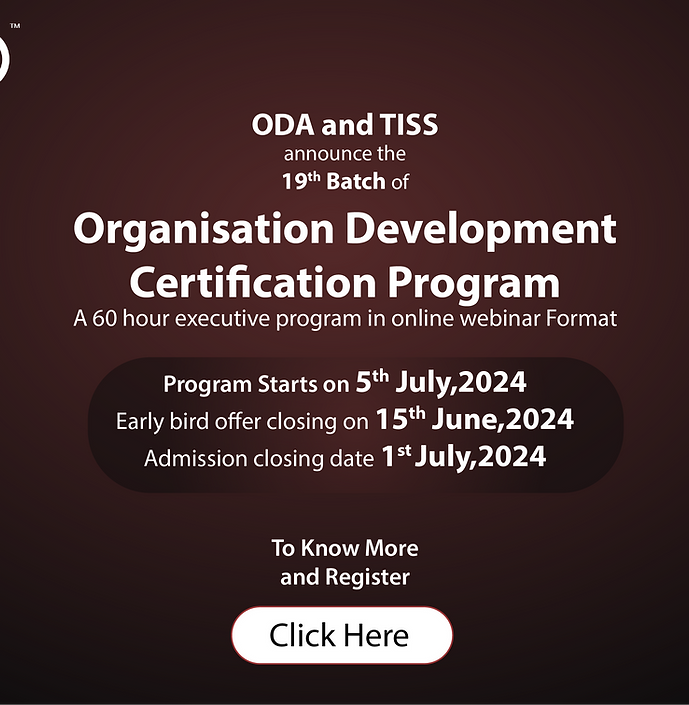 TM
ODA and TISS
announce the
19th Batch of
Organisation Development
Certification Program
A 60 hour executive program in online webinar Format
Program Starts on 5th July,2024
Early bird offer closing on 15th June,2024
Admission closing date 1st July,2024
To Know More
and Register
Click Here